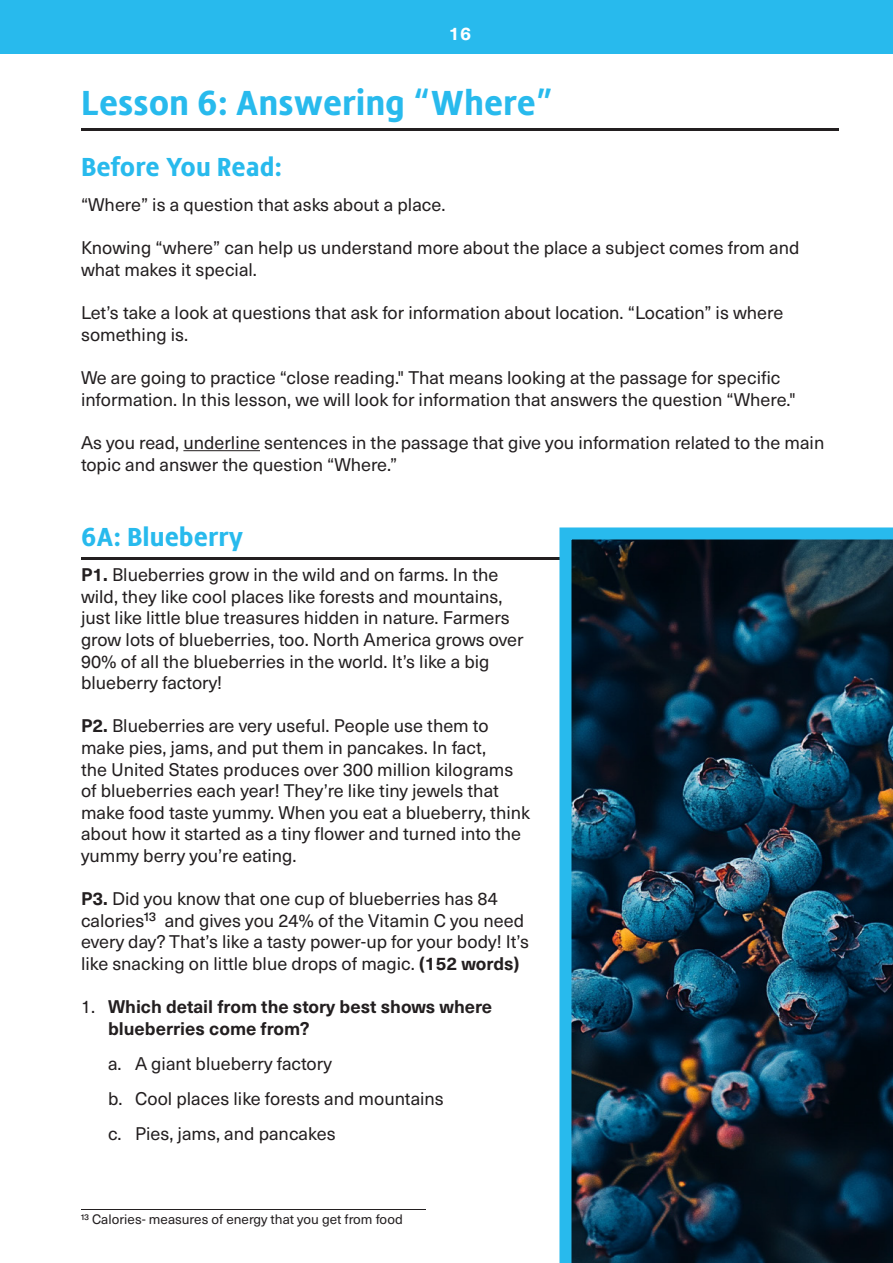 16
Lesson 6: Answering “Where”
Before You Read:
“Where” is a question that asks about a place.
Knowing “where” can help us understand more about the place a subject comes from and
what makes it special.
Let’s take a look at questions that ask for information about location. “Location” is where
something is.
We are going to practice “close reading." That means looking at the passage for specific
information. In this lesson, we will look for information that answers the question “Where."
As you read, underline sentences in the passage that give you information related to the main
topic and answer the question “Where.”
6A: Blueberry
P1. Blueberries grow in the wild and on farms. In the
wild, they like cool places like forests and mountains,
just like little blue treasures hidden in nature. Farmers
grow lots of blueberries, too. North America grows over
90% of all the blueberries in the world. It’s like a big
blueberry factory!
P2. Blueberries are very useful. People use them to
make pies, jams, and put them in pancakes. In fact,
the United States produces over 300 million kilograms
of blueberries each year! They’re like tiny jewels that
make food taste yummy. When you eat a blueberry, think
about how it started as a tiny flower and turned into the
yummy berry you’re eating.
P3. Did you know that one cup of blueberries has 84
calories¹³ and gives you 24% of the Vitamin C you need
every day? That’s like a tasty power-up for your body! It’s
like snacking on little blue drops of magic. (152 words)
1. Which detail from the story best shows where
blueberries come from?
a. A giant blueberry factory
b. Cool places like forests and mountains
c. Pies, jams, and pancakes
¹³ Calories- measures of energy that you get from food